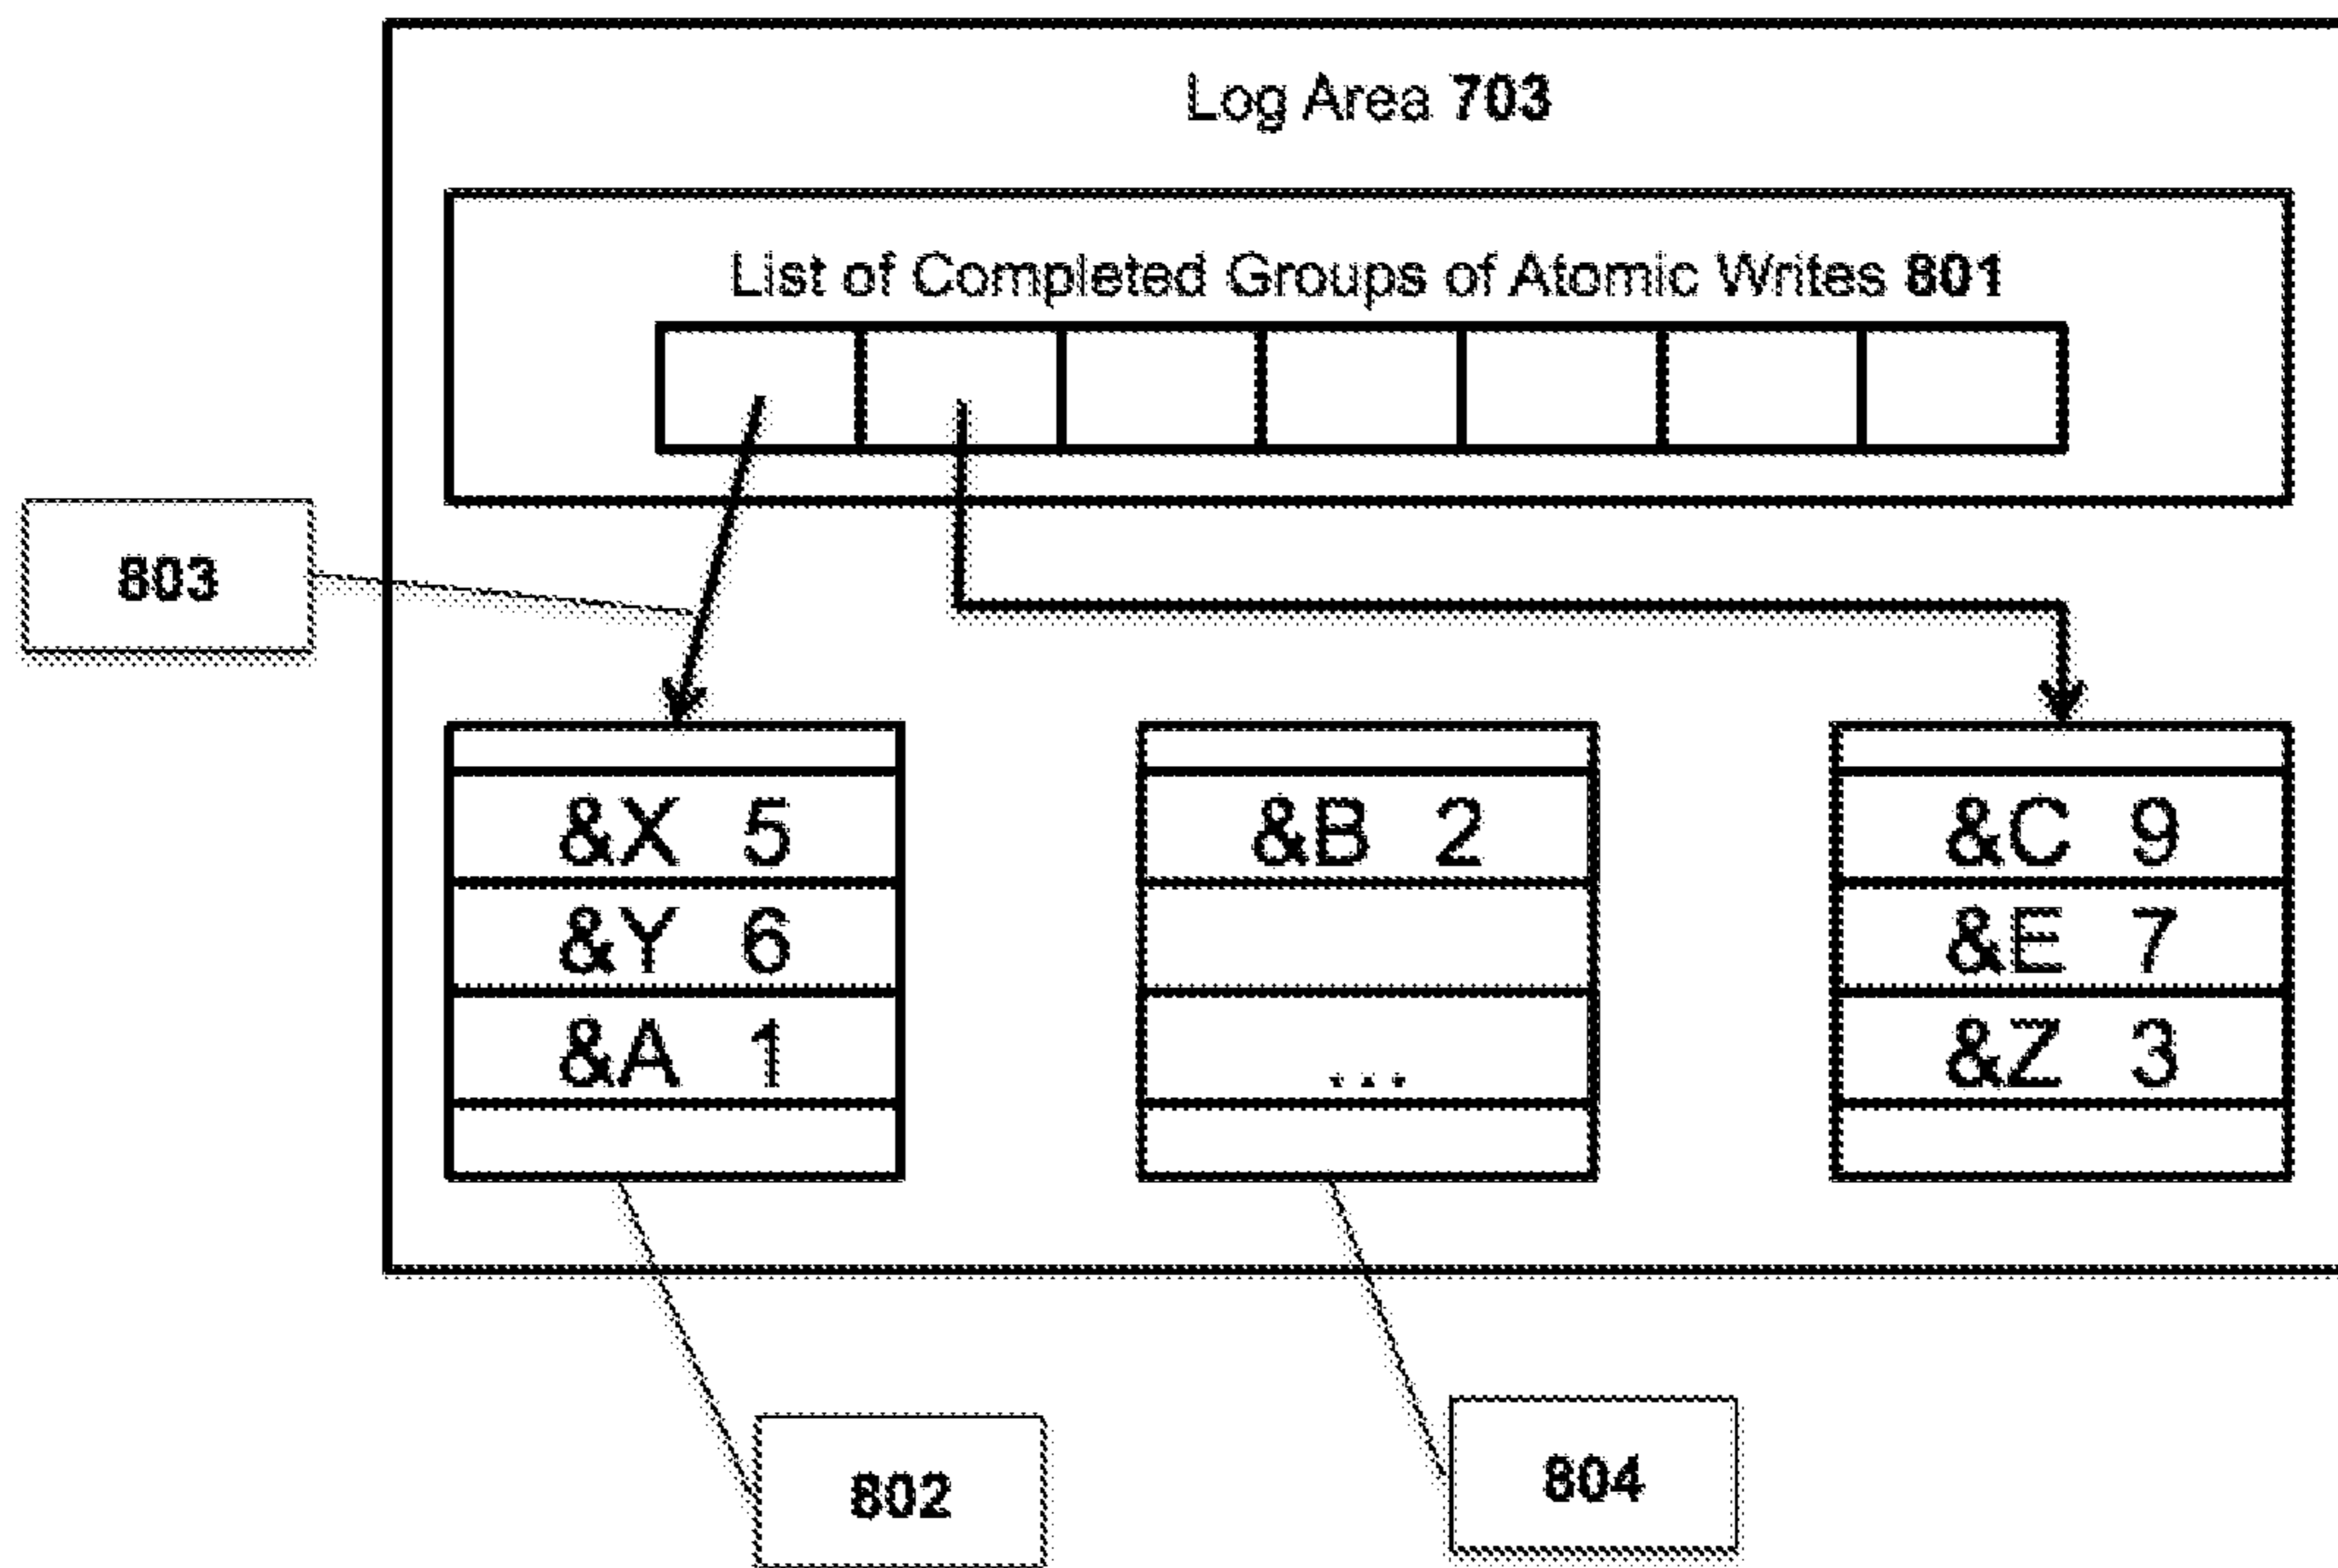 Log Area 703
List of Completed Groups of Atomic Writes 801
803
&X 5
&Y 6
&A 1
&B 2
...
&C 9
&E 7
&Z 3
802
804